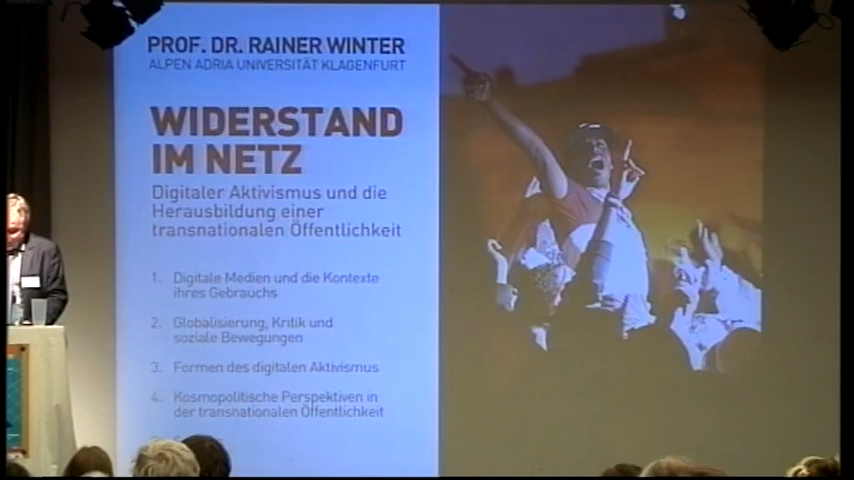 PROF. DR. RAINER WINTER
ALPEN ADRIA UNIVERSITÄT KLAGENFURT
WIDERSTAND
IM NETZ
Digitaler Aktivismus und die
Herausbildung einer
transnationalen Öffentlichkeit
1. Digitale Medien und die Kontexte
ihres Gebrauchs
2. Globalisierung, Kritik und
soziale Bewegungen
3. Formen des digitalen Aktivismus
4. Kosmopolitische Perspektiven in
der transnationalen Öffentlichkeit